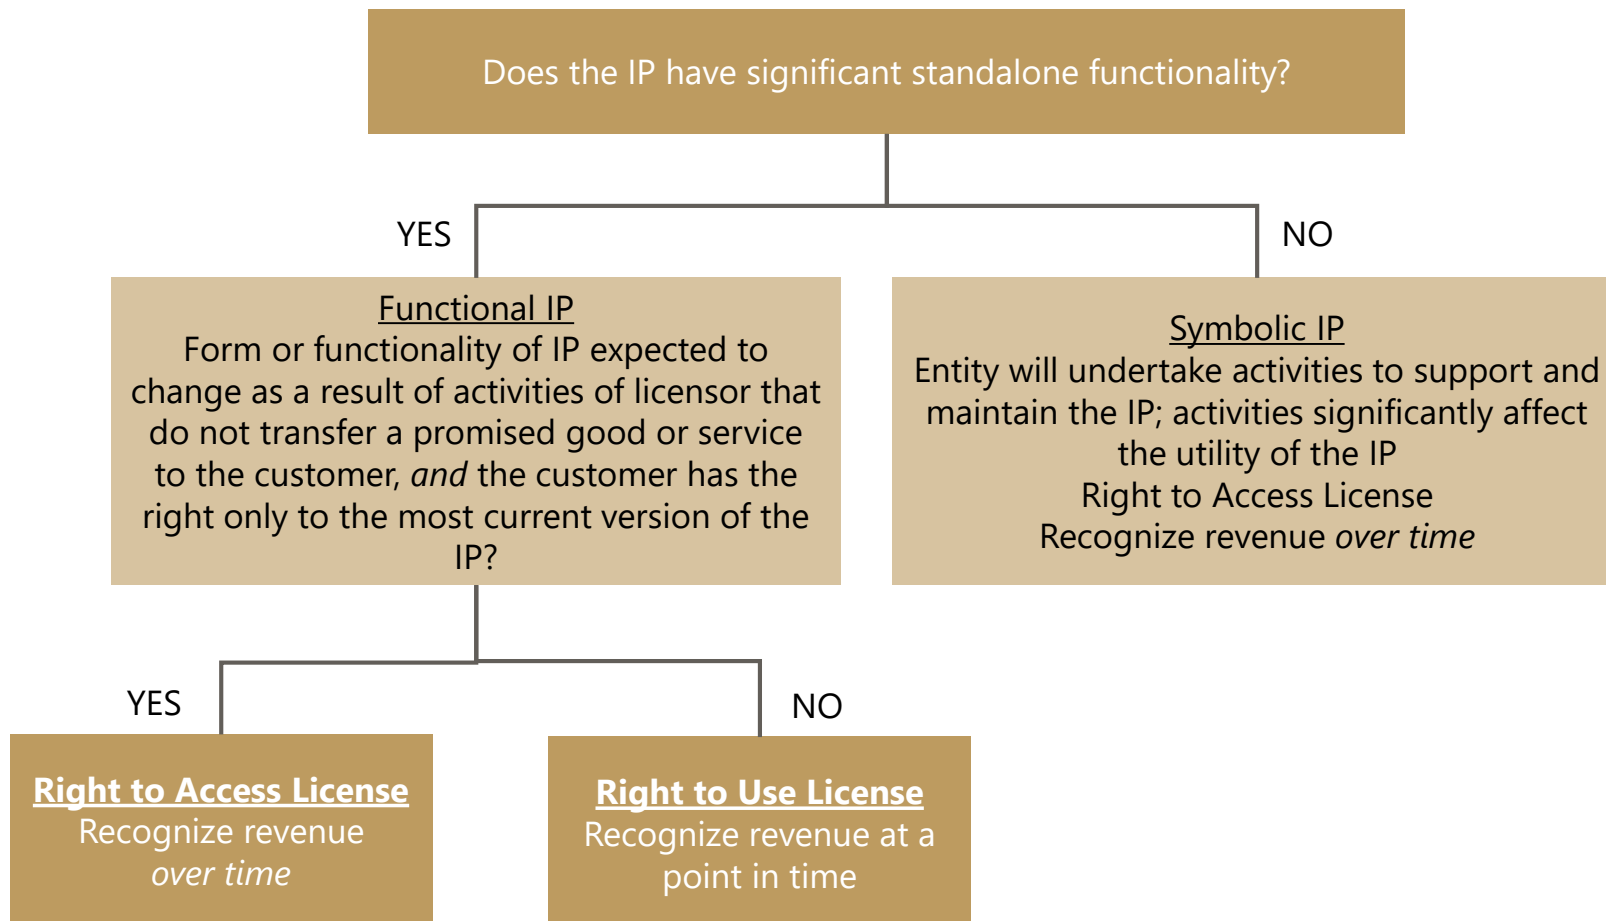 Does the IP have significant standalone functionality?
YES
NO
Functional IP
Form or functionality of IP expected to
change as a result of activities of licensor that
do not transfer a promised good or service
to the customer, and the customer has the
right only to the most current version of the
IP?
Symbolic IP
Entity will undertake activities to support and
maintain the IP; activities significantly affect
the utility of the IP
Right to Access License
Recognize revenue over time
YES
NO
Right to Access License
Recognize revenue
over time
Right to Use License
Recognize revenue at a
point in time